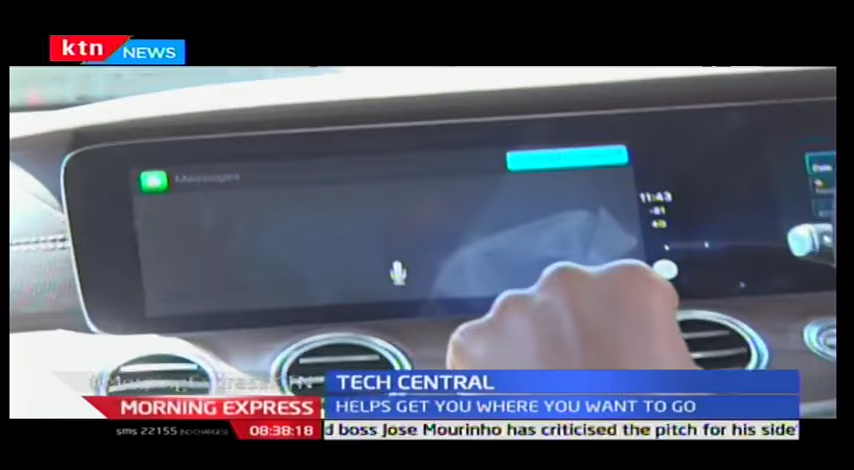 ktn NEWS
Messages
11:43
TECH CENTRAL
MORNING EXPRESS
HELPS GET YOU WHERE YOU WANT TO GO
sms 22155
08:38:18
d boss Jose Mourinho has criticised the pitch for his side'